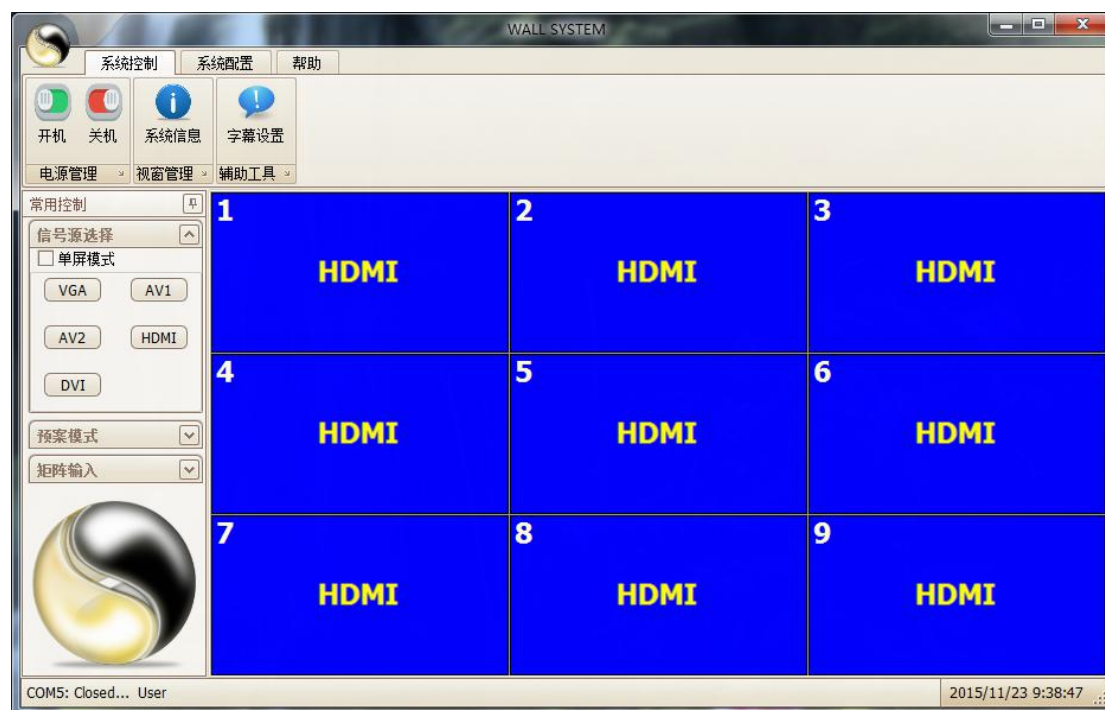 WALL SYSTEM
系统控制 系统配置 帮助
开机 关机 系统信息 字幕设置
电源管理 视窗管理 辅助工具
常用控制
信号源选择
单屏模式
VGA AV1
AV2 HDMI
DVI
预案模式
矩阵输入
1 2 3
HDMI HDMI HDMI
4 5 6
HDMI HDMI HDMI
7 8 9
HDMI HDMI HDMI
COM5: Closed... User 2015/11/23 9:38:47